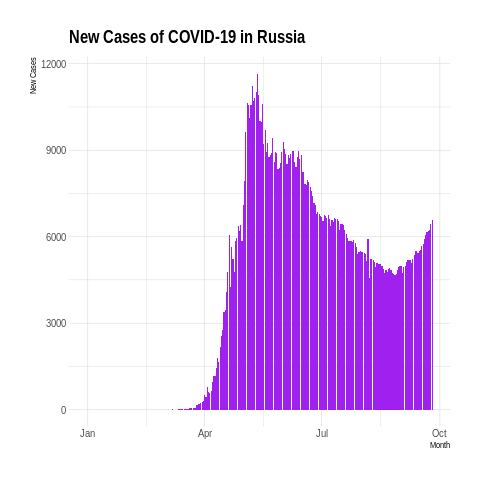 New Cases of COVID-19 in Russia
New Cases
12000
9000
6000
3000
0
Jan Apr Jul Oct
Month